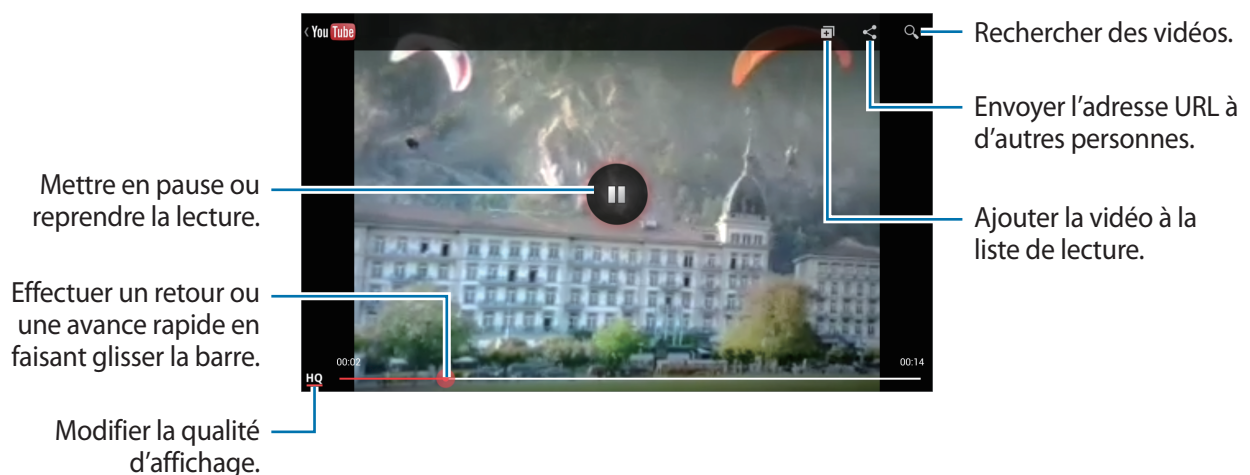 You Tube
Rechercher des vidéos.
Envoyer l’adresse URL à
d’autres personnes.
Mettre en pause ou
reprendre la lecture.
Ajouter la vidéo à la
liste de lecture.
Effectuer un retour ou
une avance rapide en
faisant glisser la barre.
00:02
00:14
HQ
Modifier la qualité
d’affichage.